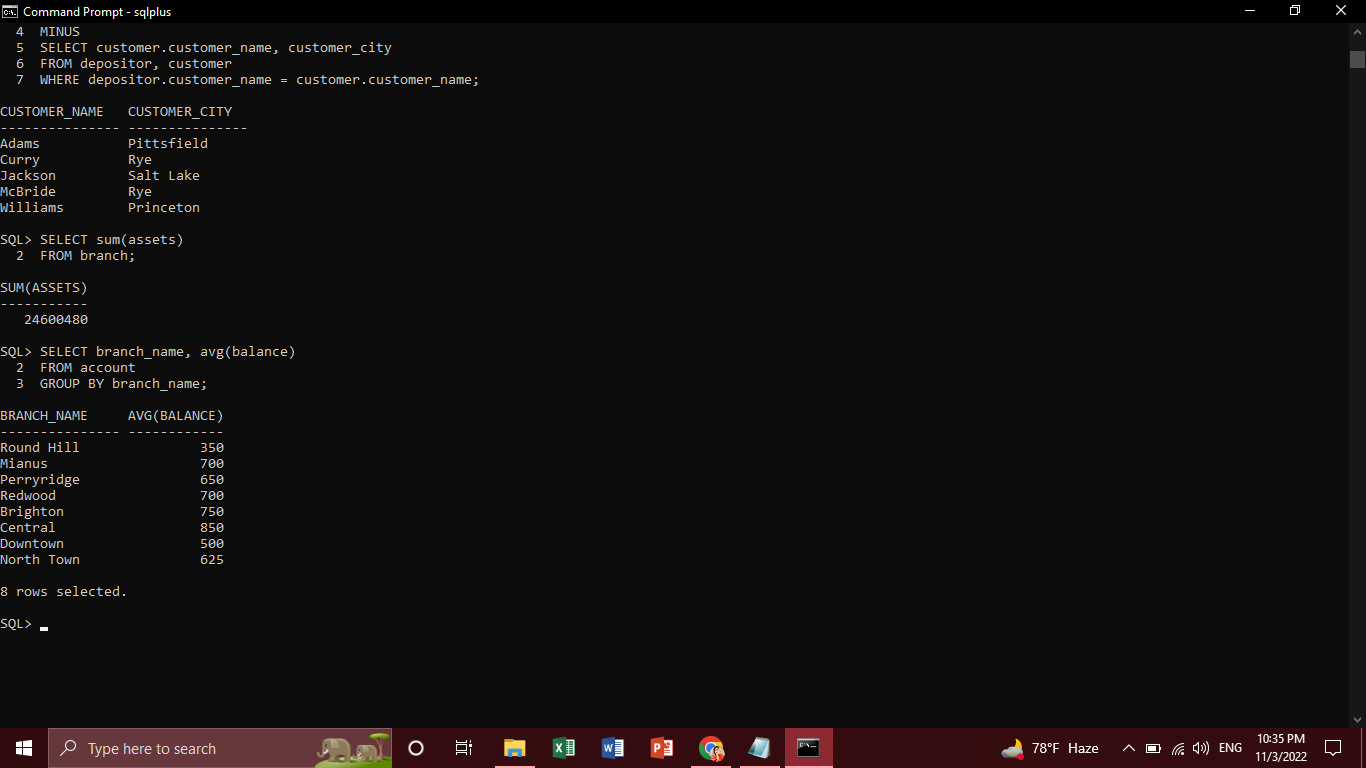 Command Prompt - sqlplus
  4  MINUS
  5  SELECT customer.customer_name, customer_city
  6  FROM depositor, customer
  7  WHERE depositor.customer_name = customer.customer_name;
CUSTOMER_NAME   CUSTOMER_CITY
--------------- ---------------
Adams           Pittsfield
Curry           Rye
Jackson         Salt Lake
McBride         Rye
Williams        Princeton
SQL> SELECT sum(assets)
  2  FROM branch;
SUM(ASSETS)
-----------
   24600480
SQL> SELECT branch_name, avg(balance)
  2  FROM account
  3  GROUP BY branch_name;
BRANCH_NAME     AVG(BALANCE)
--------------- ------------
Round Hill               350
Mianus                   700
Perryridge               650
Redwood                  700
Brighton                 750
Central                  850
Downtown                 500
North Town               625
8 rows selected.
SQL>
Type here to search
78°F Haze
ENG
10:35 PM
11/3/2022